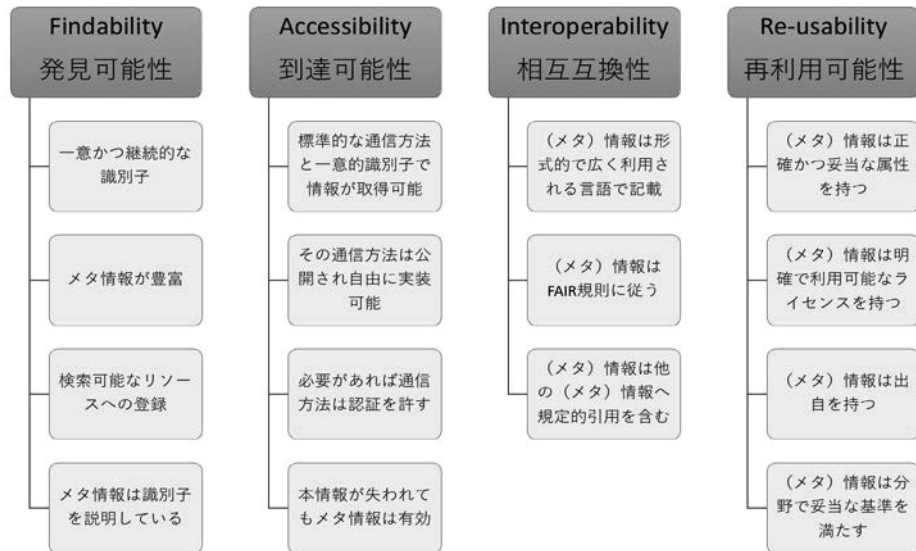 Findability
発見可能性
一意かつ継続的な
識別子
メタ情報が豊富
検索可能なリソー
スへの登録
メタ情報は識別子
を説明している
Accessibility
到達可能性
標準的な通信方法
と一意的識別子で
情報が取得可能
その通信方法は公
開され自由に実装
可能
必要があれば通信
方法は認証を許す
本情報が失われて
もメタ情報は有効
Interoperability
相互互換性
（メタ）情報は形
式的で広く利用さ
れる言語で記載
（メタ）情報は
FAIR規則に従う
（メタ）情報は他
の（メタ）情報へ
規定的引用を含む
Re-usability
再利用可能性
（メタ）情報は正
確かつ妥当な属性
を持つ
（メタ）情報は明
確で利用可能なラ
イセンスを持つ
（メタ）情報は出
自を持つ
（メタ）情報は分
野で妥当な基準を
満たす